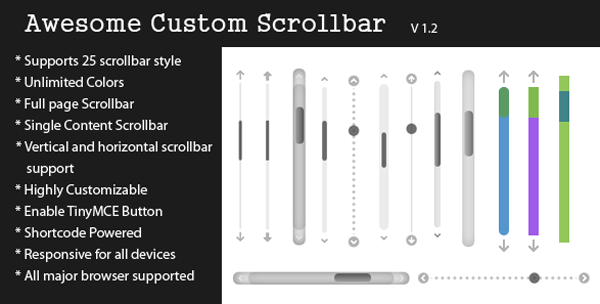 Awesome Custom Scrollbar V 1.2
* Supports 25 scrollbar style
* Unlimited Colors
* Full page Scrollbar
* Single Content Scrollbar
* Vertical and horizontal scrollbar
support
* Highly Customizable
* Enable TinyMCE Button
* Shortcode Powered
* Responsive for all devices
* All major browser supported